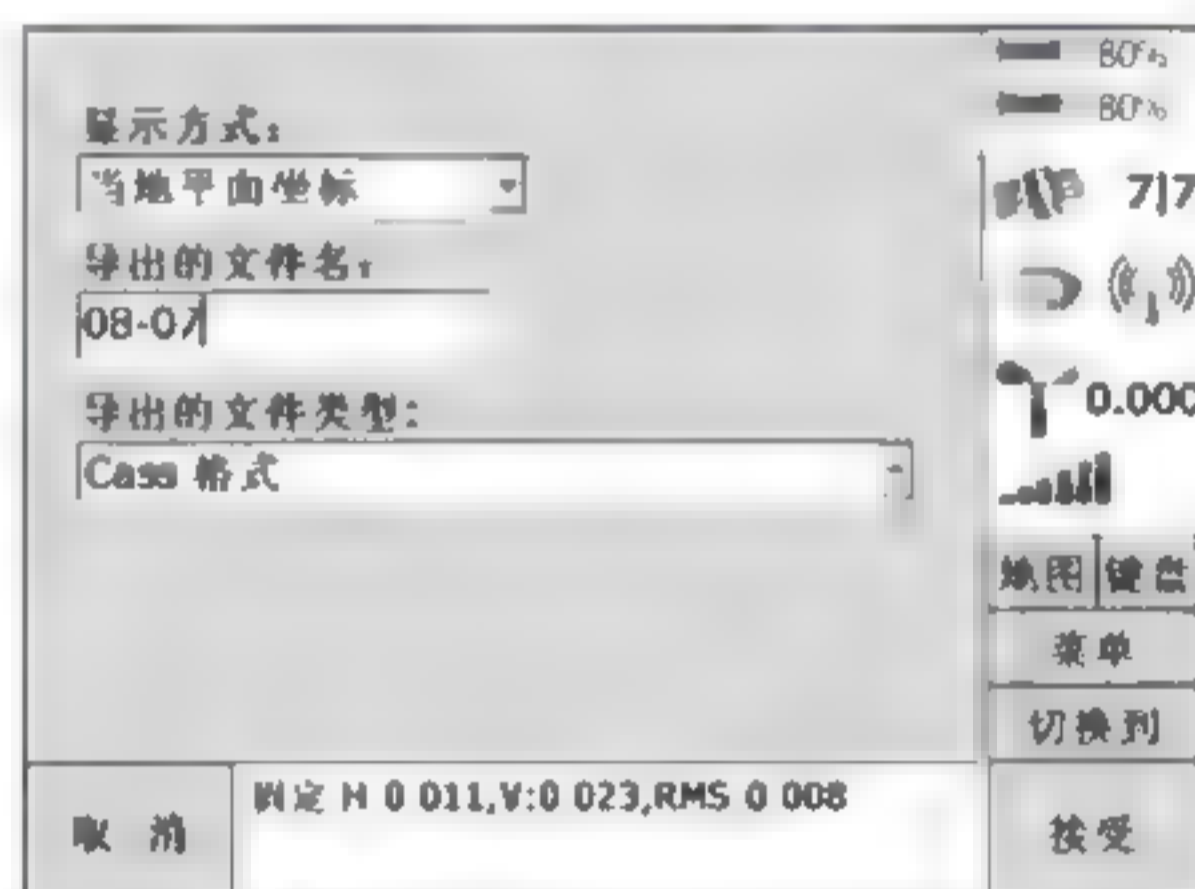 80%
80%
显示方式:
当地平面坐标
7|7
导出的文件名:
08-07
0.000
导出的文件类型:
Cass 格式
地图 键盘
菜单
切换到
取消
固定 H 0 011,V:0 023,RMS 0 008
接受